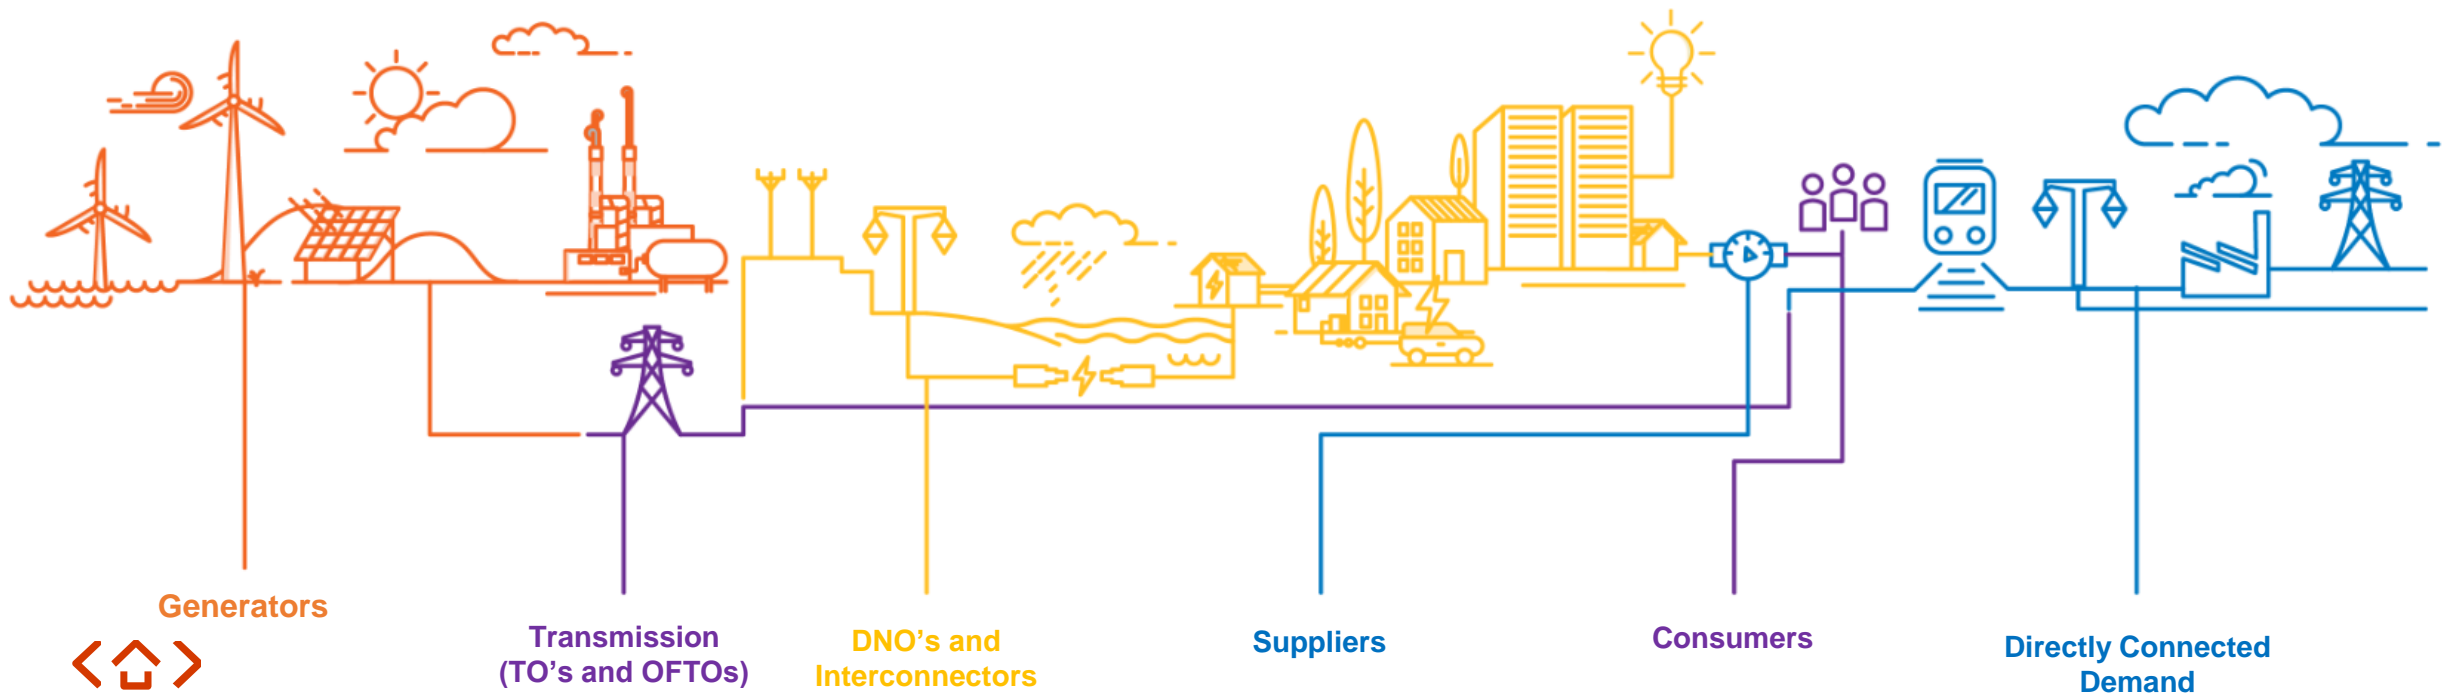 Generators
Transmission
(TO's and OFTOs)
DNO's and
Interconnectors
Suppliers
Consumers
Directly Connected
Demand